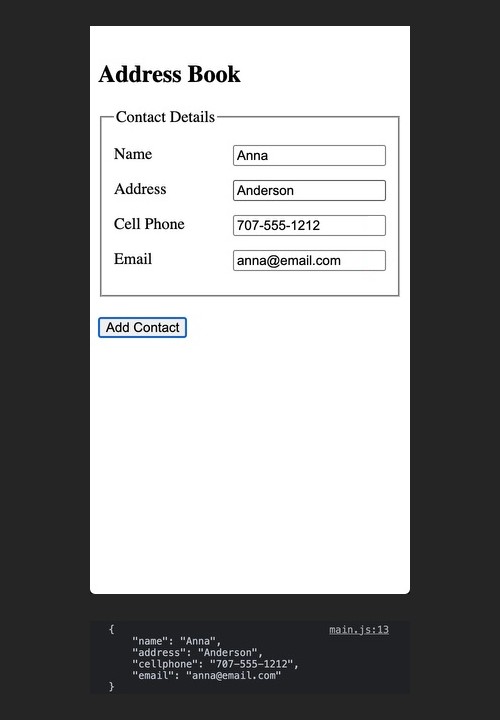 Address Book
Contact Details
Name Anna
Address Anderson
Cell Phone 707-555-1212
Email anna@email.com
Add Contact
{ main.js:13
"name": "Anna",
"address": "Anderson",
"cellphone": "707-555-1212",
"email": "anna@email.com"
}